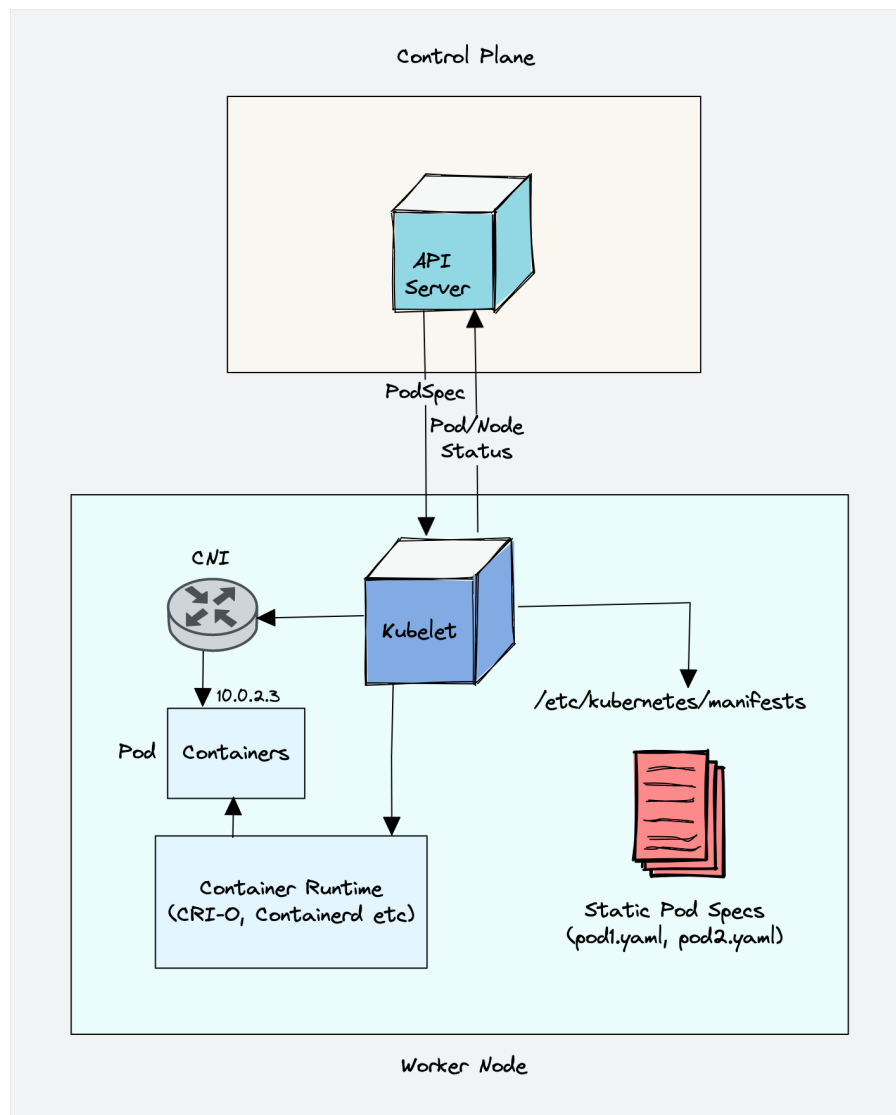 Control Plane
API
Server
PodSpec
Pod/Node
Status
CNI
Kubelet
10.0.2.3
/etc/kubernetes/manifests
Pod
Containers
Container Runtime
(CRI-O, Containerd etc)
Static Pod Specs
(pod1.yaml, pod2.yaml)
Worker Node